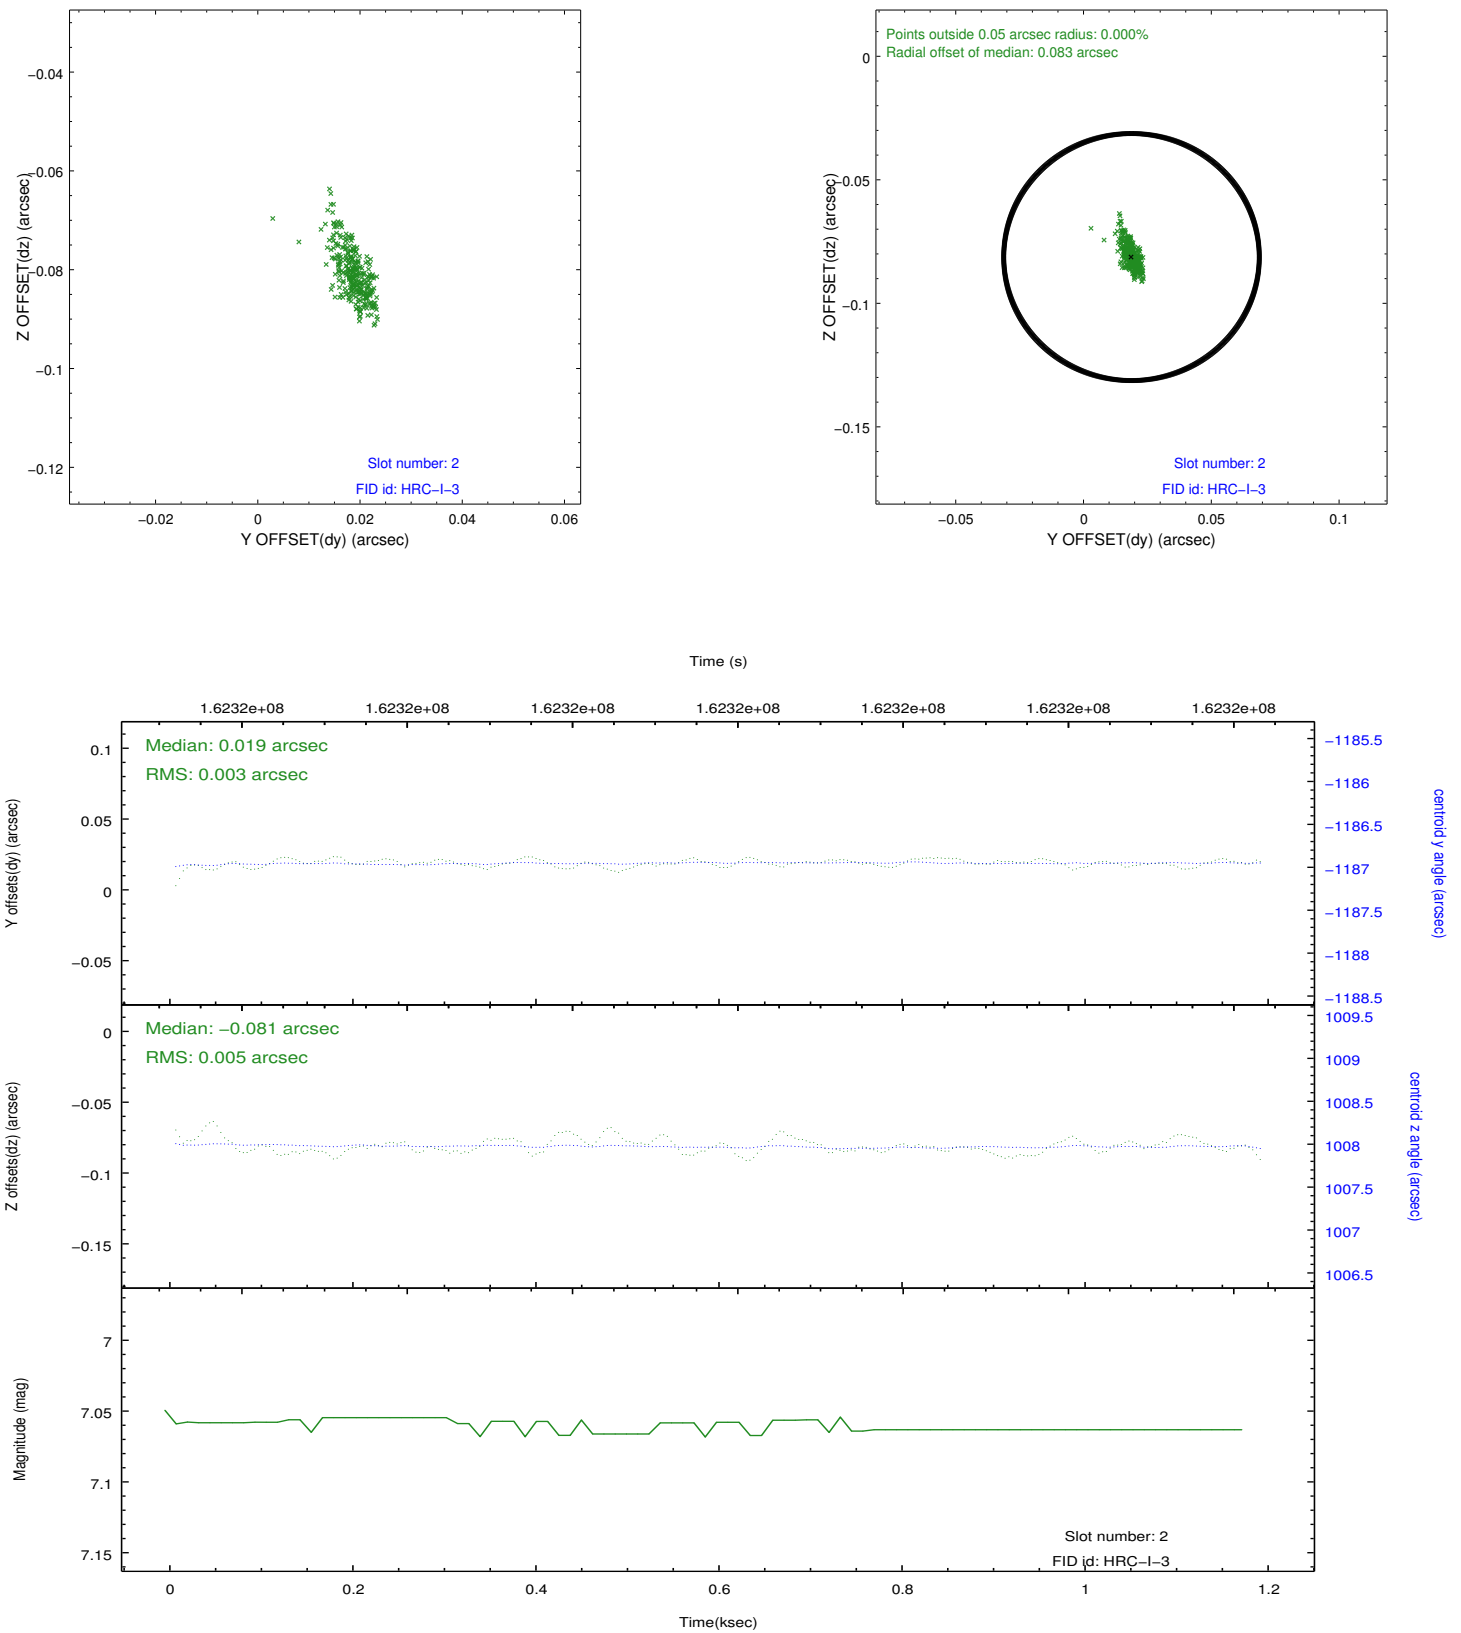 −0.04
−0.06
−0.08
−0.1
−0.12
Z OFFSET(dz) (arcsec)
Slot number: 2
FID id: HRC−I−3
−0.02
0
0.02
0.04
0.06
Y OFFSET(dy) (arcsec)
Points outside 0.05 arcsec radius: 0.000%
Radial offset of median: 0.083 arcsec
0
−0.05
−0.1
−0.15
Z OFFSET(dz) (arcsec)
Slot number: 2
FID id: HRC−I−3
−0.05
0
0.05
0.1
Y OFFSET(dy) (arcsec)
Time (s)
1.6232e+08
1.6232e+08
1.6232e+08
1.6232e+08
1.6232e+08
1.6232e+08
1.6232e+08
Median: 0.019 arcsec
RMS: 0.003 arcsec
0.1
0.05
0
−0.05
Y offsets(dy) (arcsec)
−1185.5
−1186
−1186.5
−1187
−1187.5
−1188
−1188.5
centroid y angle (arcsec)
Median: −0.081 arcsec
RMS: 0.005 arcsec
0
−0.05
−0.1
−0.15
Z offsets(dz) (arcsec)
1009.5
1009
1008.5
1008
1007.5
1007
1006.5
centroid z angle (arcsec)
7
7.05
7.1
7.15
Magnitude (mag)
Slot number: 2
FID id: HRC−I−3
0
0.2
0.4
0.6
0.8
1
1.2
Time(ksec)